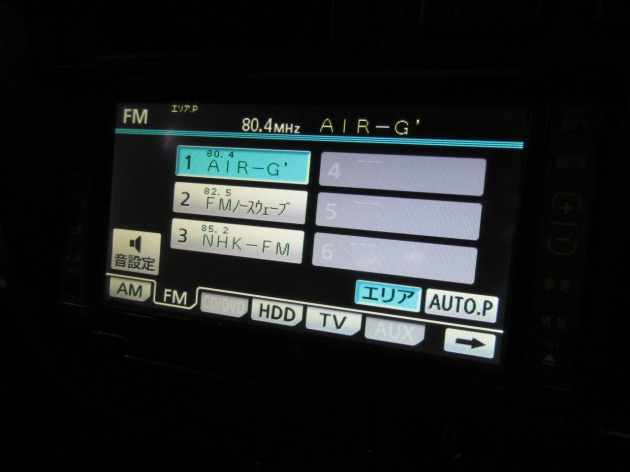 FM エリア.P
80.4MHz AIR-G'
1 80.4 AIR-G'
4 ---
2 82.5 FMノースウェーブ
5 ---
3 85.2 NHK-FM
6 ---
音設定
エリア AUTO.P
AM FM CD/DVD HDD TV AUX →
+
-